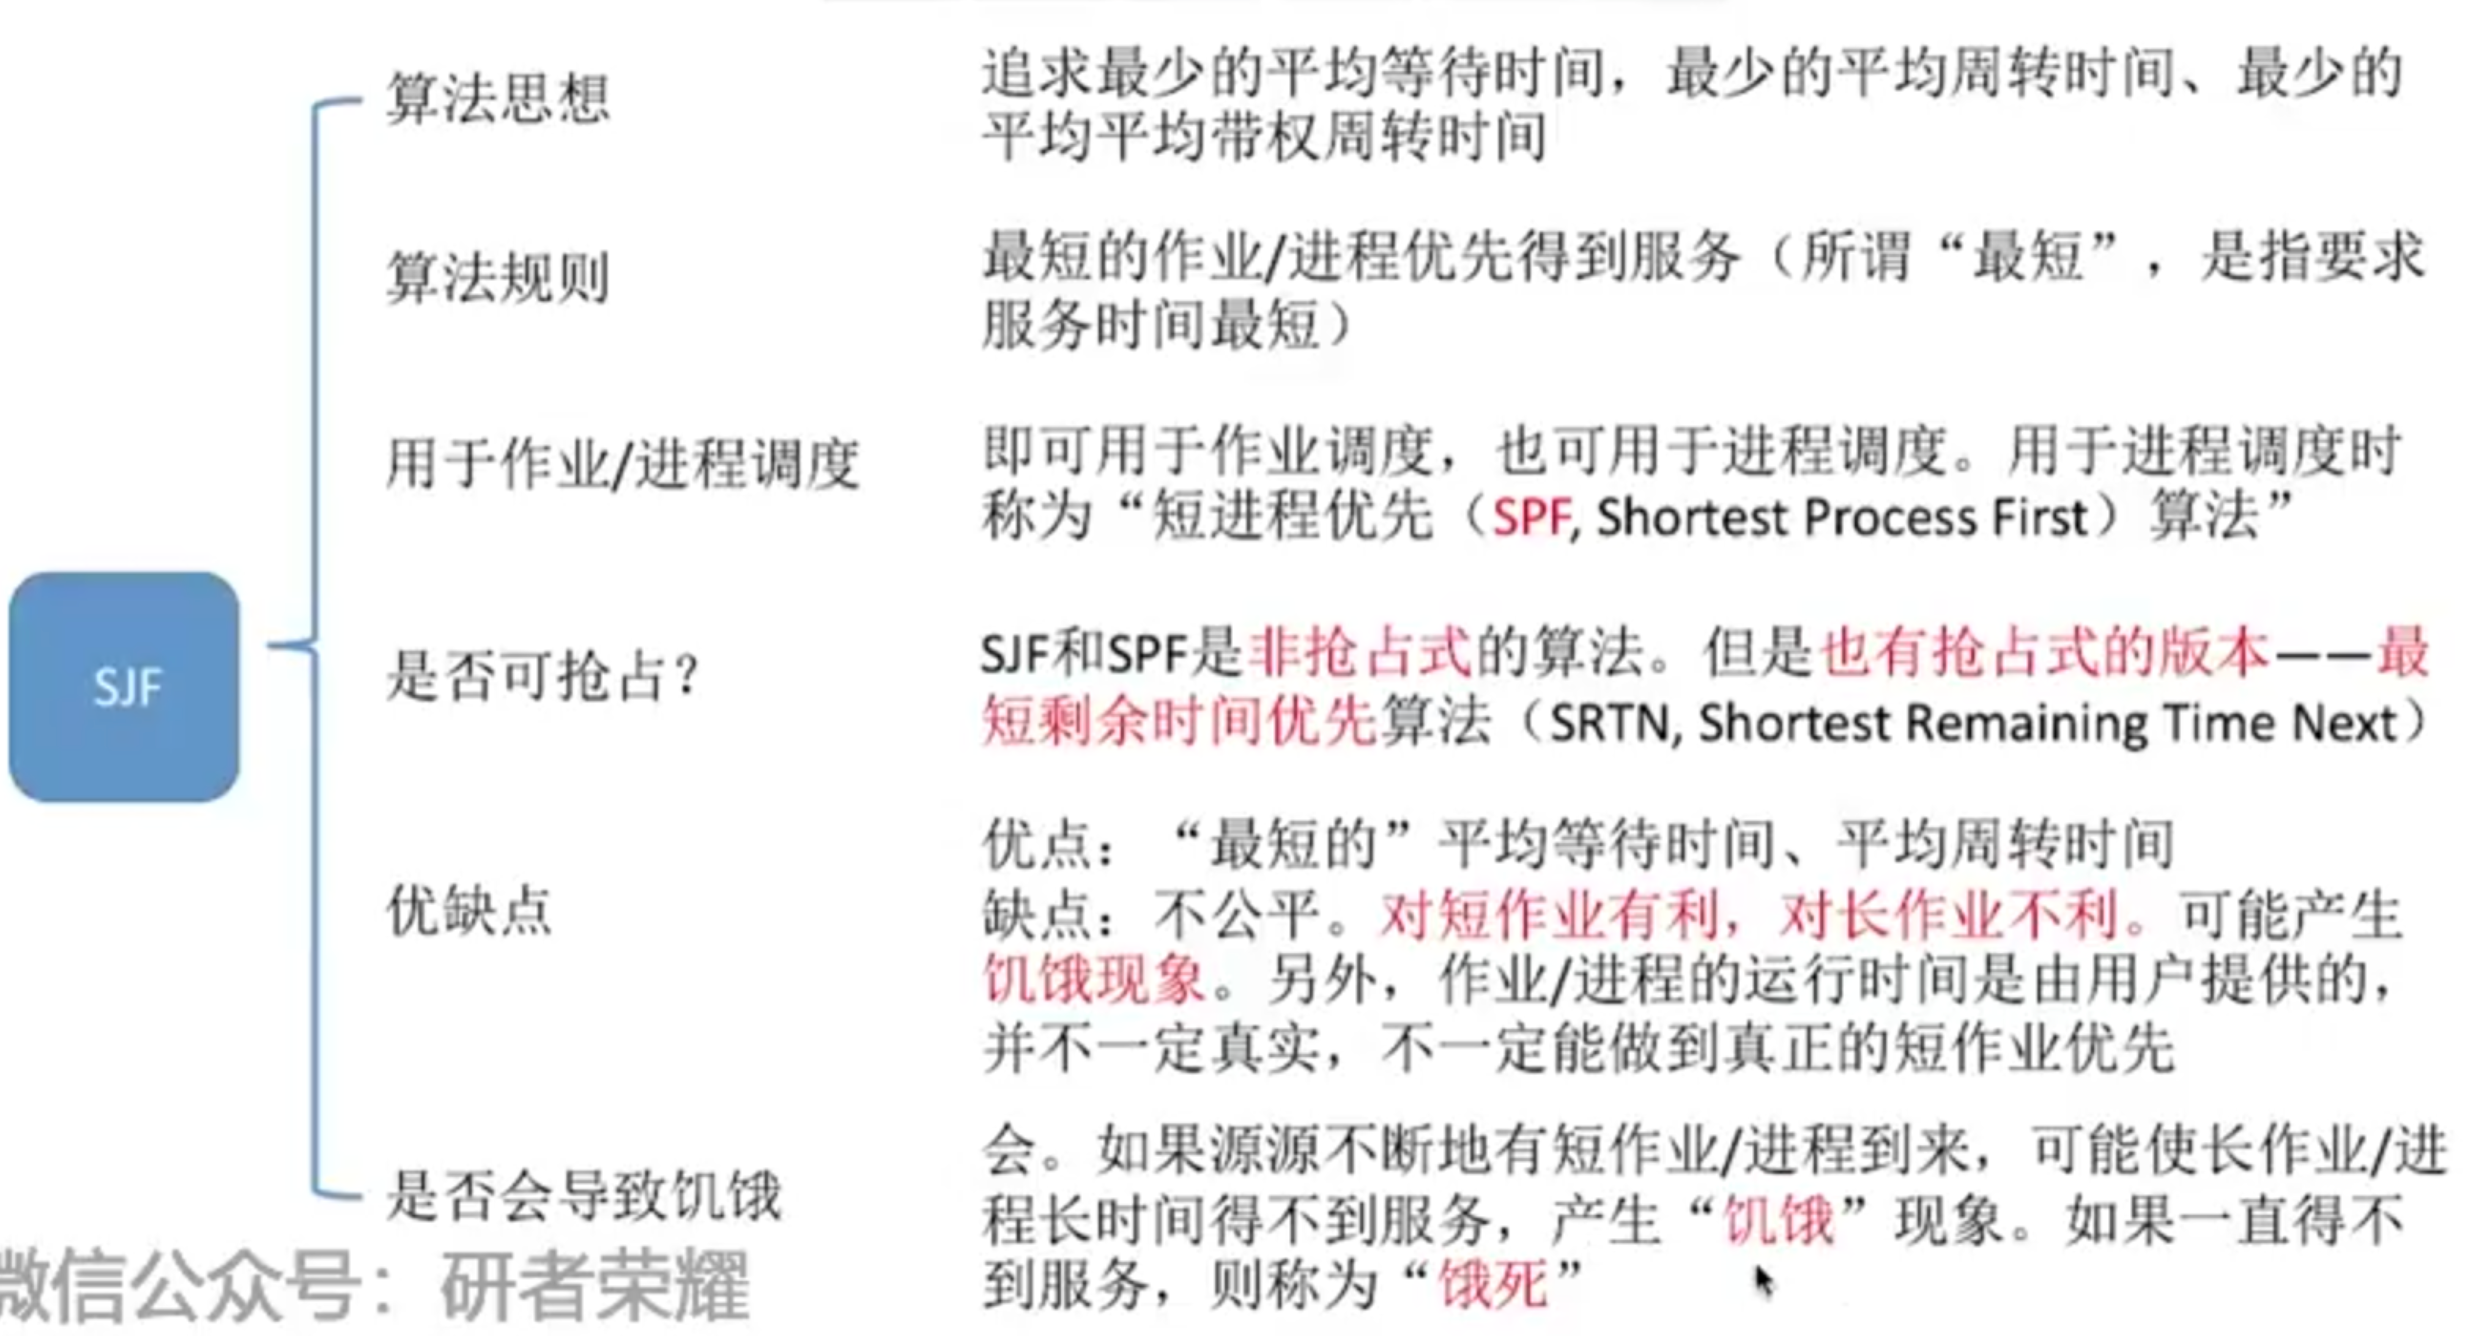 算法思想
追求最少的平均等待时间，最少的平均周转时间、最少的
平均平均带权周转时间
算法规则
最短的作业/进程优先得到服务（所谓“最短”，是指要求
服务时间最短）
用于作业/进程调度
即可用于作业调度，也可用于进程调度。用于进程调度时
称为“短进程优先（SPF, Shortest Process First）算法”
SJF
是否可抢占？
SJF和SPF是非抢占式的算法。但是也有抢占式的版本——最
短剩余时间优先算法（SRTN, Shortest Remaining Time Next）
优缺点
优点：“最短的”平均等待时间、平均周转时间
缺点：不公平。对短作业有利，对长作业不利。可能产生
饥饿现象。另外，作业/进程的运行时间是由用户提供的，
并不一定真实，不一定能做到真正的短作业优先
是否会导致饥饿
会。如果源源不断地有短作业/进程到来，可能使长作业/进
程长时间得不到服务，产生“饥饿”现象。如果一直得不
到服务，则称为“饿死”
微信公众号：研者荣耀